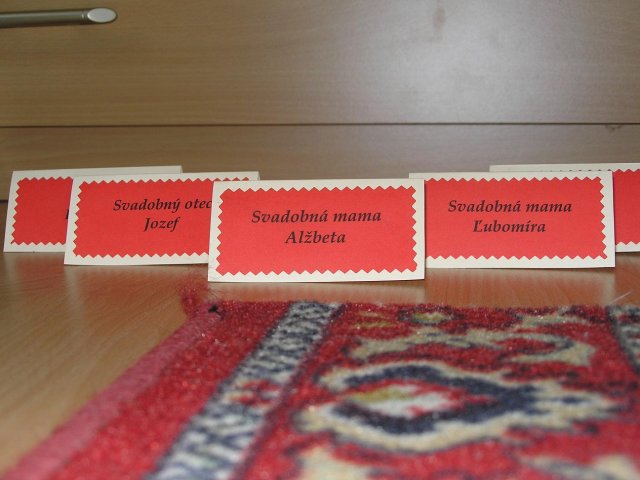 Svadobný otec
Jozef
Svadobná mama
Alžbeta
Svadobná mama
Ľubomíra